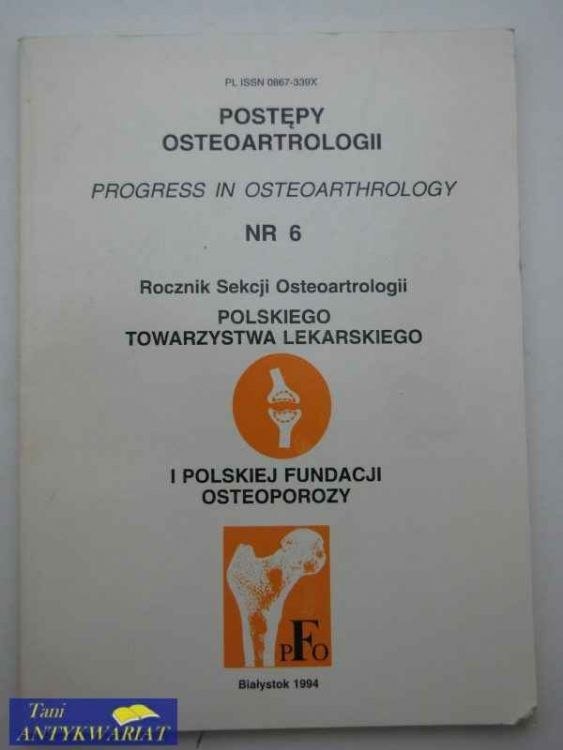 PL ISSN 0867-339X
POSTĘPY
OSTEOARTROLOGII
PROGRESS IN OSTEOARTHROLOGY
NR 6
Rocznik Sekcji Osteoartrologii
POLSKIEGO
TOWARZYSTWA LEKARSKIEGO
I POLSKIEJ FUNDACJI
OSTEOPOROZY
PFO
Białystok 1994
Tani
ANTYKWARIAT